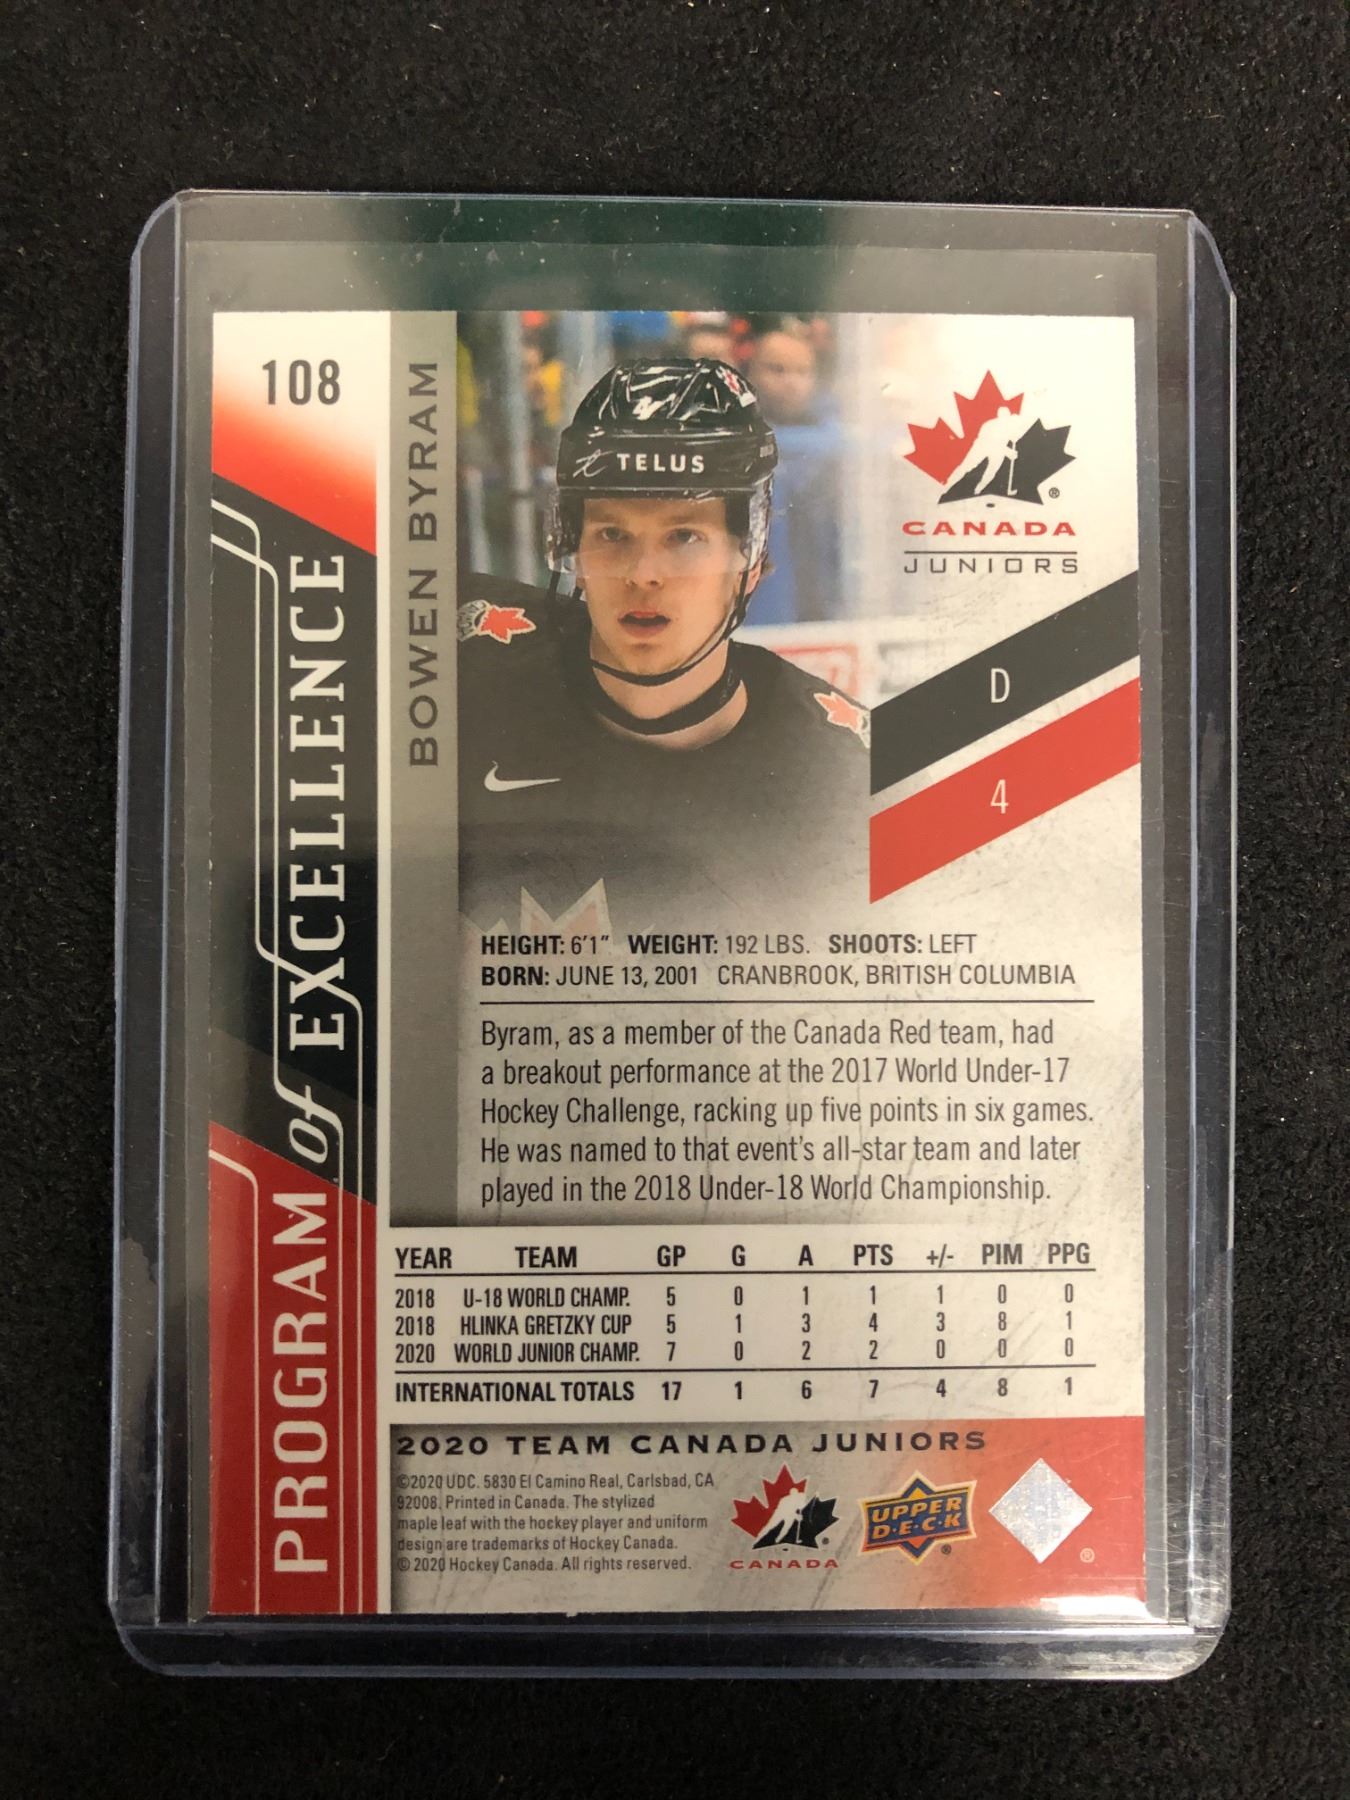 108
BOWEN BYRAM
PROGRAM of EXCELLENCE
TELUS
4
CANADA
JUNIORS
D
4
HEIGHT: 6'1" WEIGHT: 192 LBS. SHOOTS: LEFT
BORN: JUNE 13, 2001 CRANBROOK, BRITISH COLUMBIA
Byram, as a member of the Canada Red team, had
a breakout performance at the 2017 World Under-17
Hockey Challenge, racking up five points in six games.
He was named to that event's all-star team and later
played in the 2018 Under-18 World Championship.
YEAR TEAM GP G A PTS +/- PIM PPG
2018 U-18 WORLD CHAMP. 5 0 1 1 1 0 0
2018 HLINKA GRETZKY CUP 5 1 3 4 3 8 1
2020 WORLD JUNIOR CHAMP. 7 0 2 2 0 0 0
INTERNATIONAL TOTALS 17 1 6 7 4 8 1
2020 TEAM CANADA JUNIORS
©2020 UDC. 5830 El Camino Real, Carlsbad, CA
92008. Printed in Canada. The stylized
maple leaf with the hockey player and uniform
design are trademarks of Hockey Canada.
© 2020 Hockey Canada. All rights reserved.
CANADA
UPPER
D·E·C·K